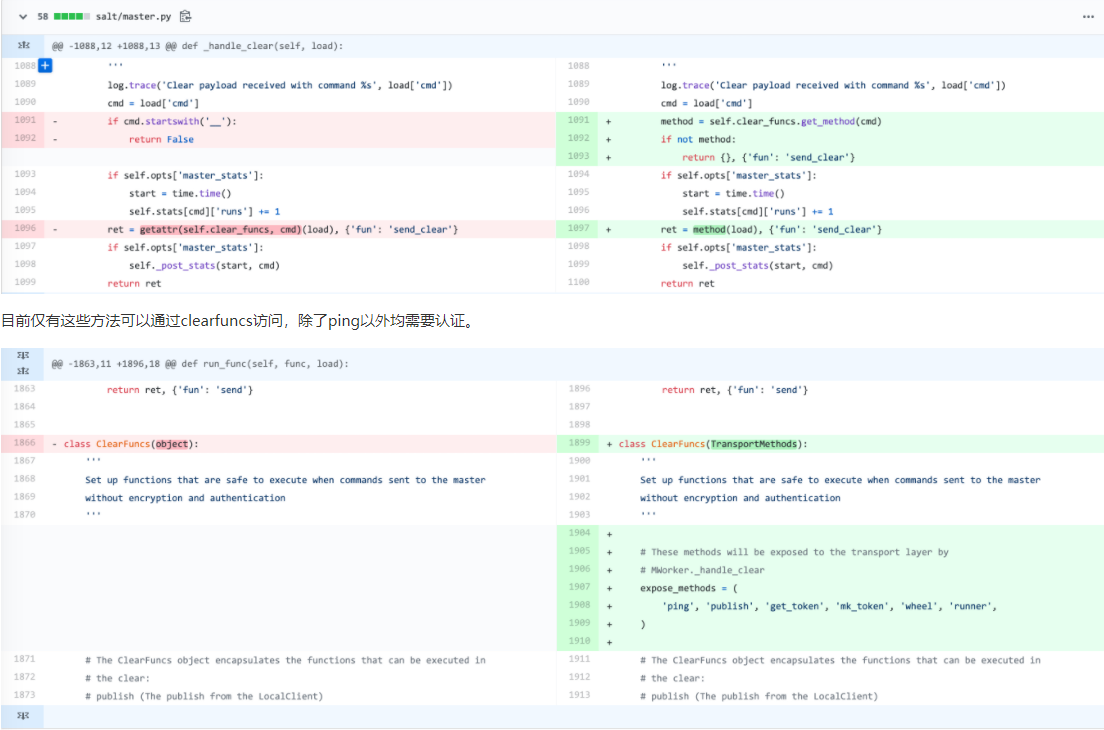 58 salt/master.py
@@ -1088,12 +1088,13 @@ def _handle_clear(self, load):
1088 ''' 1088 '''
1089 log.trace('Clear payload received with command %s', load['cmd']) 1089 log.trace('Clear payload received with command %s', load['cmd'])
1090 cmd = load['cmd'] 1090 cmd = load['cmd']
1091 - if cmd.startswith('__'): 1091 + method = self.clear_funcs.get_method(cmd)
1092 - return False 1092 + if not method:
1093 + return {}, {'fun': 'send_clear'}
1093 if self.opts['master_stats']: 1094 if self.opts['master_stats']:
1094 start = time.time() 1095 start = time.time()
1095 self.stats[cmd]['runs'] += 1 1096 self.stats[cmd]['runs'] += 1
1096 - ret = getattr(self.clear_funcs, cmd)(load), {'fun': 'send_clear'} 1097 + ret = method(load), {'fun': 'send_clear'}
1097 if self.opts['master_stats']: 1098 if self.opts['master_stats']:
1098 self._post_stats(start, cmd) 1099 self._post_stats(start, cmd)
1099 return ret 1100 return ret
目前仅有这些方法可以通过clearfuncs访问，除了ping以外均需要认证。
@@ -1863,11 +1896,18 @@ def run_func(self, func, load):
1863 return ret, {'fun': 'send'} 1896 return ret, {'fun': 'send'}
1864 1897
1865 1898
1866 - class ClearFuncs(object): 1899 + class ClearFuncs(TransportMethods):
1867 ''' 1900 '''
1868 Set up functions that are safe to execute when commands sent to the master 1901 Set up functions that are safe to execute when commands sent to the master
1869 without encryption and authentication 1902 without encryption and authentication
1870 ''' 1903 '''
1904 +
1905 + # These methods will be exposed to the transport layer by
1906 + # MWorker._handle_clear
1907 + expose_methods = (
1908 + 'ping', 'publish', 'get_token', 'mk_token', 'wheel', 'runner',
1909 + )
1910 +
1871 # The ClearFuncs object encapsulates the functions that can be executed in 1911 # The ClearFuncs object encapsulates the functions that can be executed in
1872 # the clear: 1912 # the clear:
1873 # publish (The publish from the LocalClient) 1913 # publish (The publish from the LocalClient)